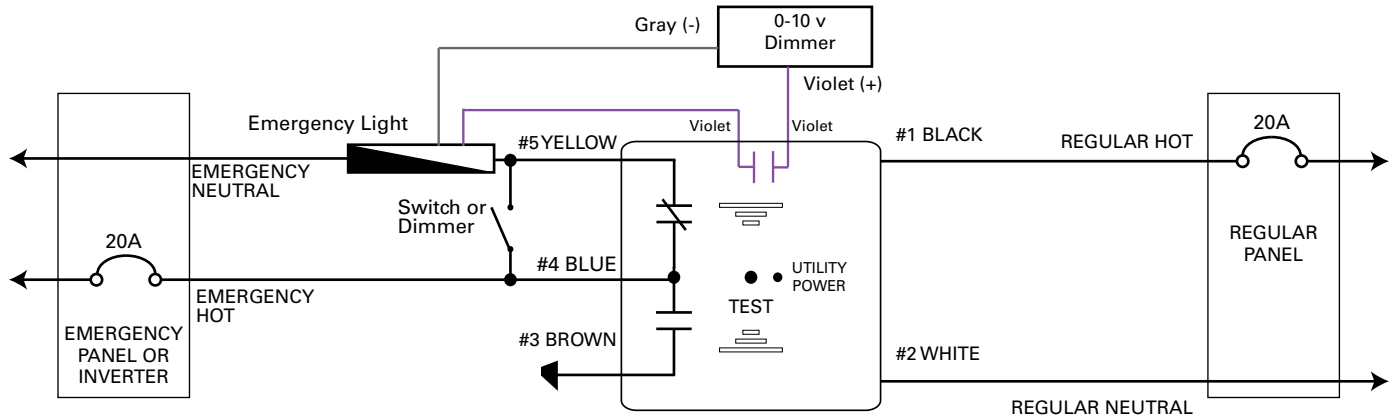 Gray (-)
0-10 v
Dimmer
Violet (+)
Emergency Light
#5 YELLOW
Violet
Violet
#1 BLACK
REGULAR HOT
20A
EMERGENCY
NEUTRAL
Switch or
Dimmer
20A
#4 BLUE
UTILITY
POWER
TEST
REGULAR
PANEL
EMERGENCY
HOT
EMERGENCY
PANEL OR
INVERTER
#3 BROWN
#2 WHITE
REGULAR NEUTRAL